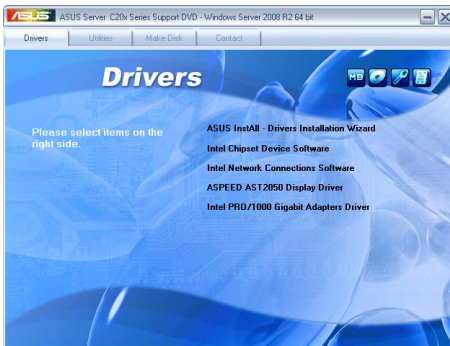 ASUS ASUS Server C20x Series Support DVD - Windows Server 2008 R2 64 bit
Drivers Utilities Make Disk Contact
Drivers
MB
Please select items on the right side.
ASUS InstAll - Drivers Installation Wizard
Intel Chipset Device Software
Intel Network Connections Software
ASPEED AST2050 Display Driver
Intel PRO/1000 Gigabit Adapters Driver